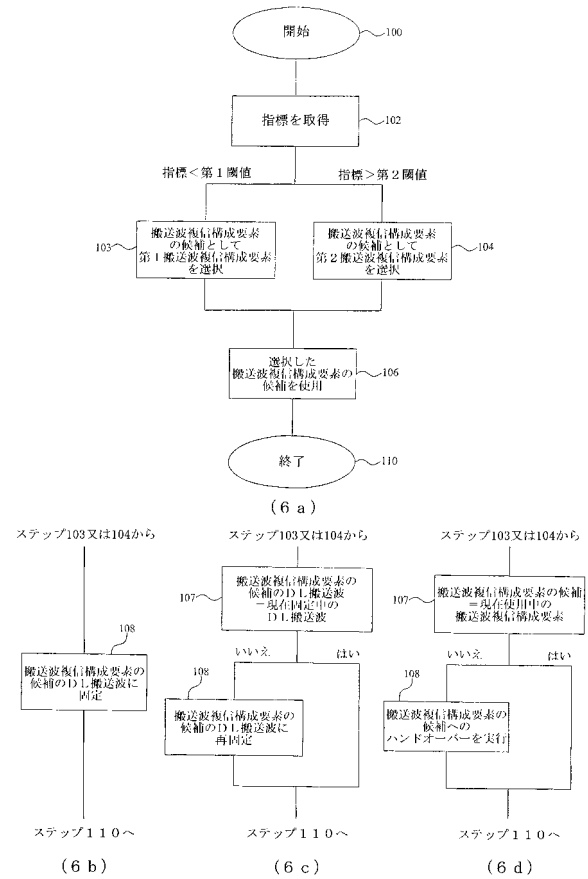 開始
100
指標を取得
102
指標<第1閾値
指標>第2閾値
搬送波複信構成要素
の候補として
第1搬送波複信構成要素
を選択
103
搬送波複信構成要素
の候補として
第2搬送波複信構成要素
を選択
104
選択した
搬送波複信構成要素の
候補を使用
106
終了
110
(6a)
ステップ103又は104から
108
搬送波複信構成要素の
候補のDL搬送波に
固定
ステップ110へ
(6b)
ステップ103又は104から
107
搬送波複信構成要素の
候補のDL搬送波
=現在固定中の
DL搬送波
いいえ
はい
108
搬送波複信構成要素の
候補のDL搬送波に
再固定
ステップ110へ
(6c)
ステップ103又は104から
107
搬送波複信構成要素の候補
=現在使用中の
搬送波複信構成要素
いいえ
はい
108
搬送波複信構成要素の
候補への
ハンドオーバーを実行
ステップ110へ
(6d)